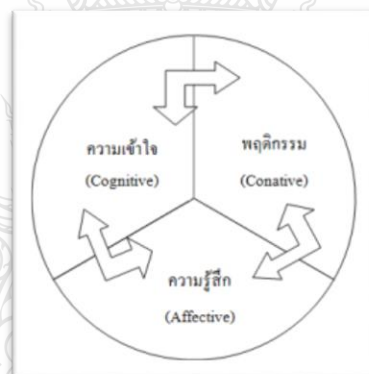 ความเข้าใจ
(Cognitive)
พฤติกรรม
(Conative)
ความรู้สึก
(Affective)